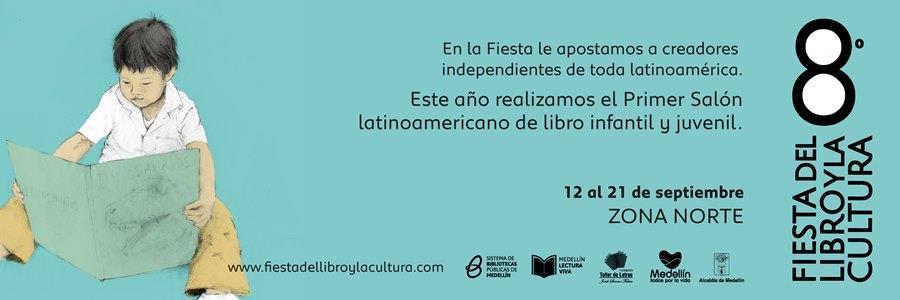 En la Fiesta le apostamos a creadores
independientes de toda latinoamérica.
Este año realizamos el Primer Salón
latinoamericano de libro infantil y juvenil.
12 al 21 de septiembre
ZONA NORTE
www.fiestadellibroylacultura.com
SISTEMA DE
BIBLIOTECAS
PÚBLICAS DE
MEDELLÍN
MEDELLÍN
LECTURA
VIVA
Taller de Letras
Medellín
todos por la vida
Alcaldía de Medellín
8º
FIESTA DEL
LIBRO Y LA
CULTURA